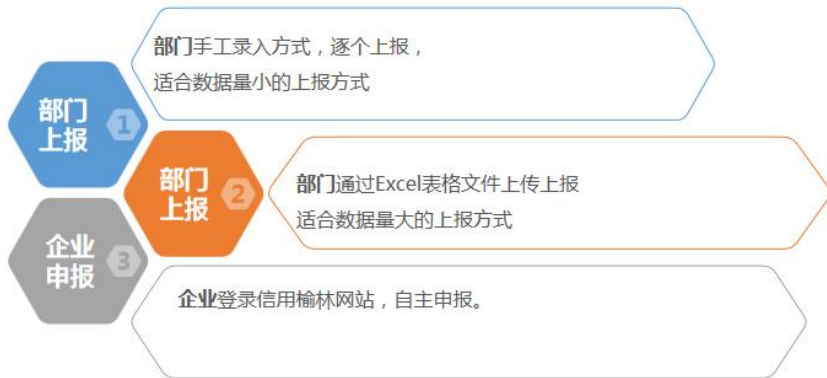 部门手工录入方式，逐个上报，
适合数据量小的上报方式
部门
上报
1
部门
上报
2
部门通过Excel表格文件上传上报
适合数据量大的上报方式
企业
申报
3
企业登录信用榆林网站，自主申报。